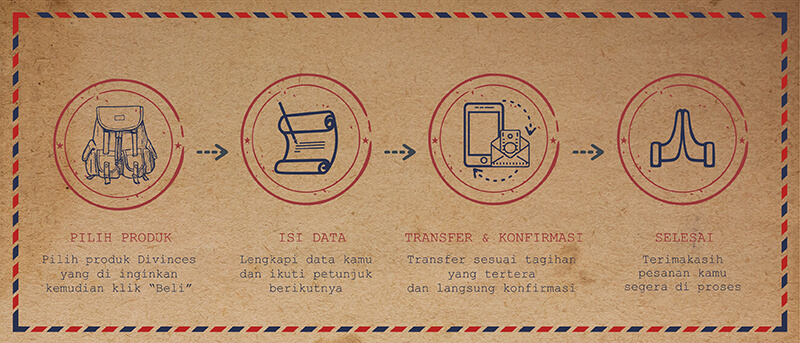 PILIH PRODUK
Pilih produk Divinces
yang di inginkan
kemudian klik “Beli”
ISI DATA
Lengkapi data kamu
dan ikuti petunjuk
berikutnya
TRANSFER & KONFIRMASI
Transfer sesuai tagihan
yang tertera
dan langsung konfirmasi
SELESAI
Terimakasih
pesanan kamu
segera di proses